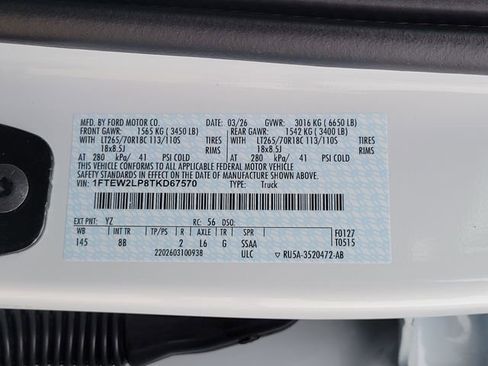 MFD. BY FORD MOTOR CO. DATE: 03/26 GVWR: 3016 KG ( 6650 LB)
FRONT GAWR: 1565 KG ( 3450 LB) REAR GAWR: 1542 KG ( 3400 LB)
LT265/70R18C 113/110S TIRES LT265/70R18C 113/110S TIRES
18x8.5J RIMS 18x8.5J RIMS
AT 280 kPa/ 41 PSI COLD AT 280 kPa/ 41 PSI COLD
THIS VEHICLE CONFORMS TO ALL APPLICABLE FEDERAL MOTOR VEHICLE
SAFETY STANDARDS IN EFFECT ON THE DATE OF MANUFACTURE SHOWN ABOVE.
VIN: 1FTEW2LP8TKD67570 TYPE: Truck
EXT PNT: YZ RC: 56 DSO:
WB INT TR TP/PS R AXLE TR SPR F0127
145 8B 2 L6 G SSAA T0515
2202603100938 ULC RU5A-3520472-AB